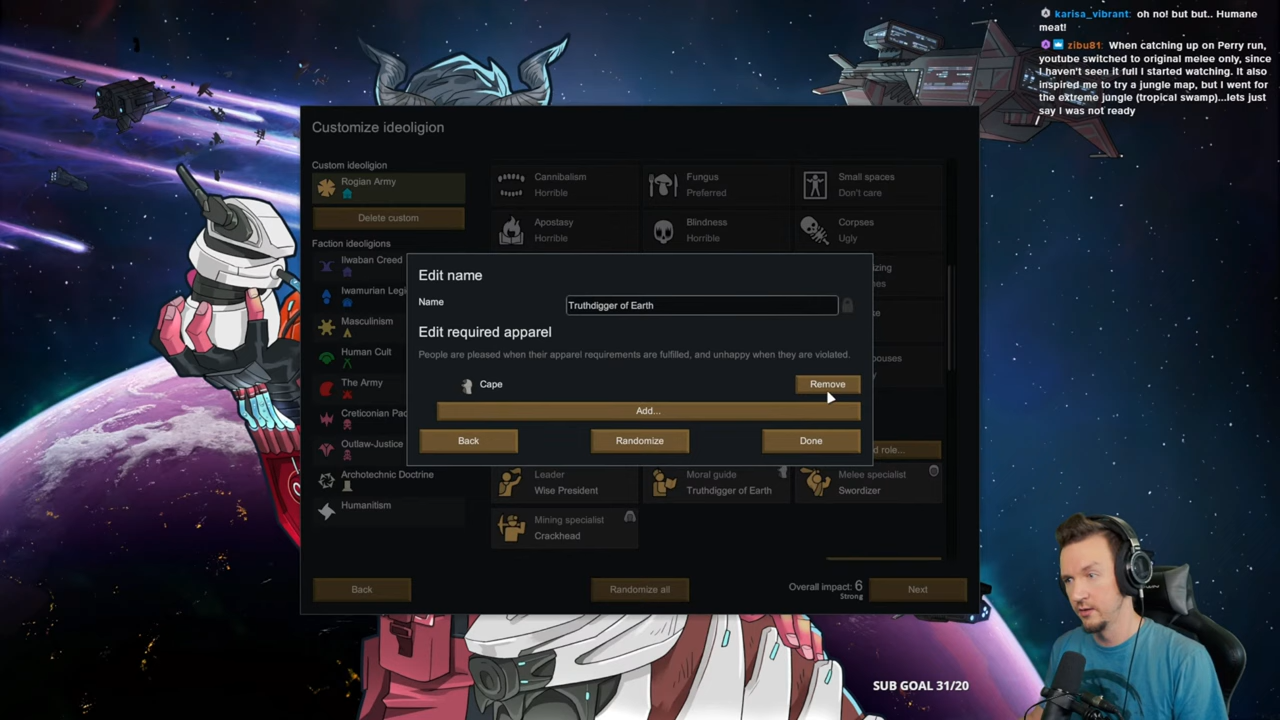 karisa_vibrant: oh no! but but.. Humane
meat!
zibu81: When catching up on Perry run,
youtube switched to original melee only, since
I haven't seen it full I started watching. It also
inspired me to try a jungle map, but I went for
the extreme jungle (tropical swamp)...lets just
say I was not ready
Customize ideoligion
Custom ideoligion
Rogian Army
Delete custom
Faction ideoligions
Ilwaban Creed
Iwamurian Legi
Masculinism
Human Cult
The Army
Creticonian Pac
Outlaw-Justice
Archotechnic Doctrine
Humanism
Cannibalism
Horrible
Fungus
Preferred
Small spaces
Don't care
Apostasy
Horrible
Blindness
Horrible
Corpses
Ugly
izing
es
se
pouses
y
d role...
Edit name
Name
Truthdigger of Earth
Edit required apparel
People are pleased when their apparel requirements are fulfilled, and unhappy when they are violated.
Cape
Remove
Add...
Back
Randomize
Done
Leader
Wise President
Moral guide
Truthdigger of Earth
Melee specialist
Swordizer
Mining specialist
Crackhead
Back
Randomize all
Overall impact: 6
Strong
Next
SUB GOAL 31/20